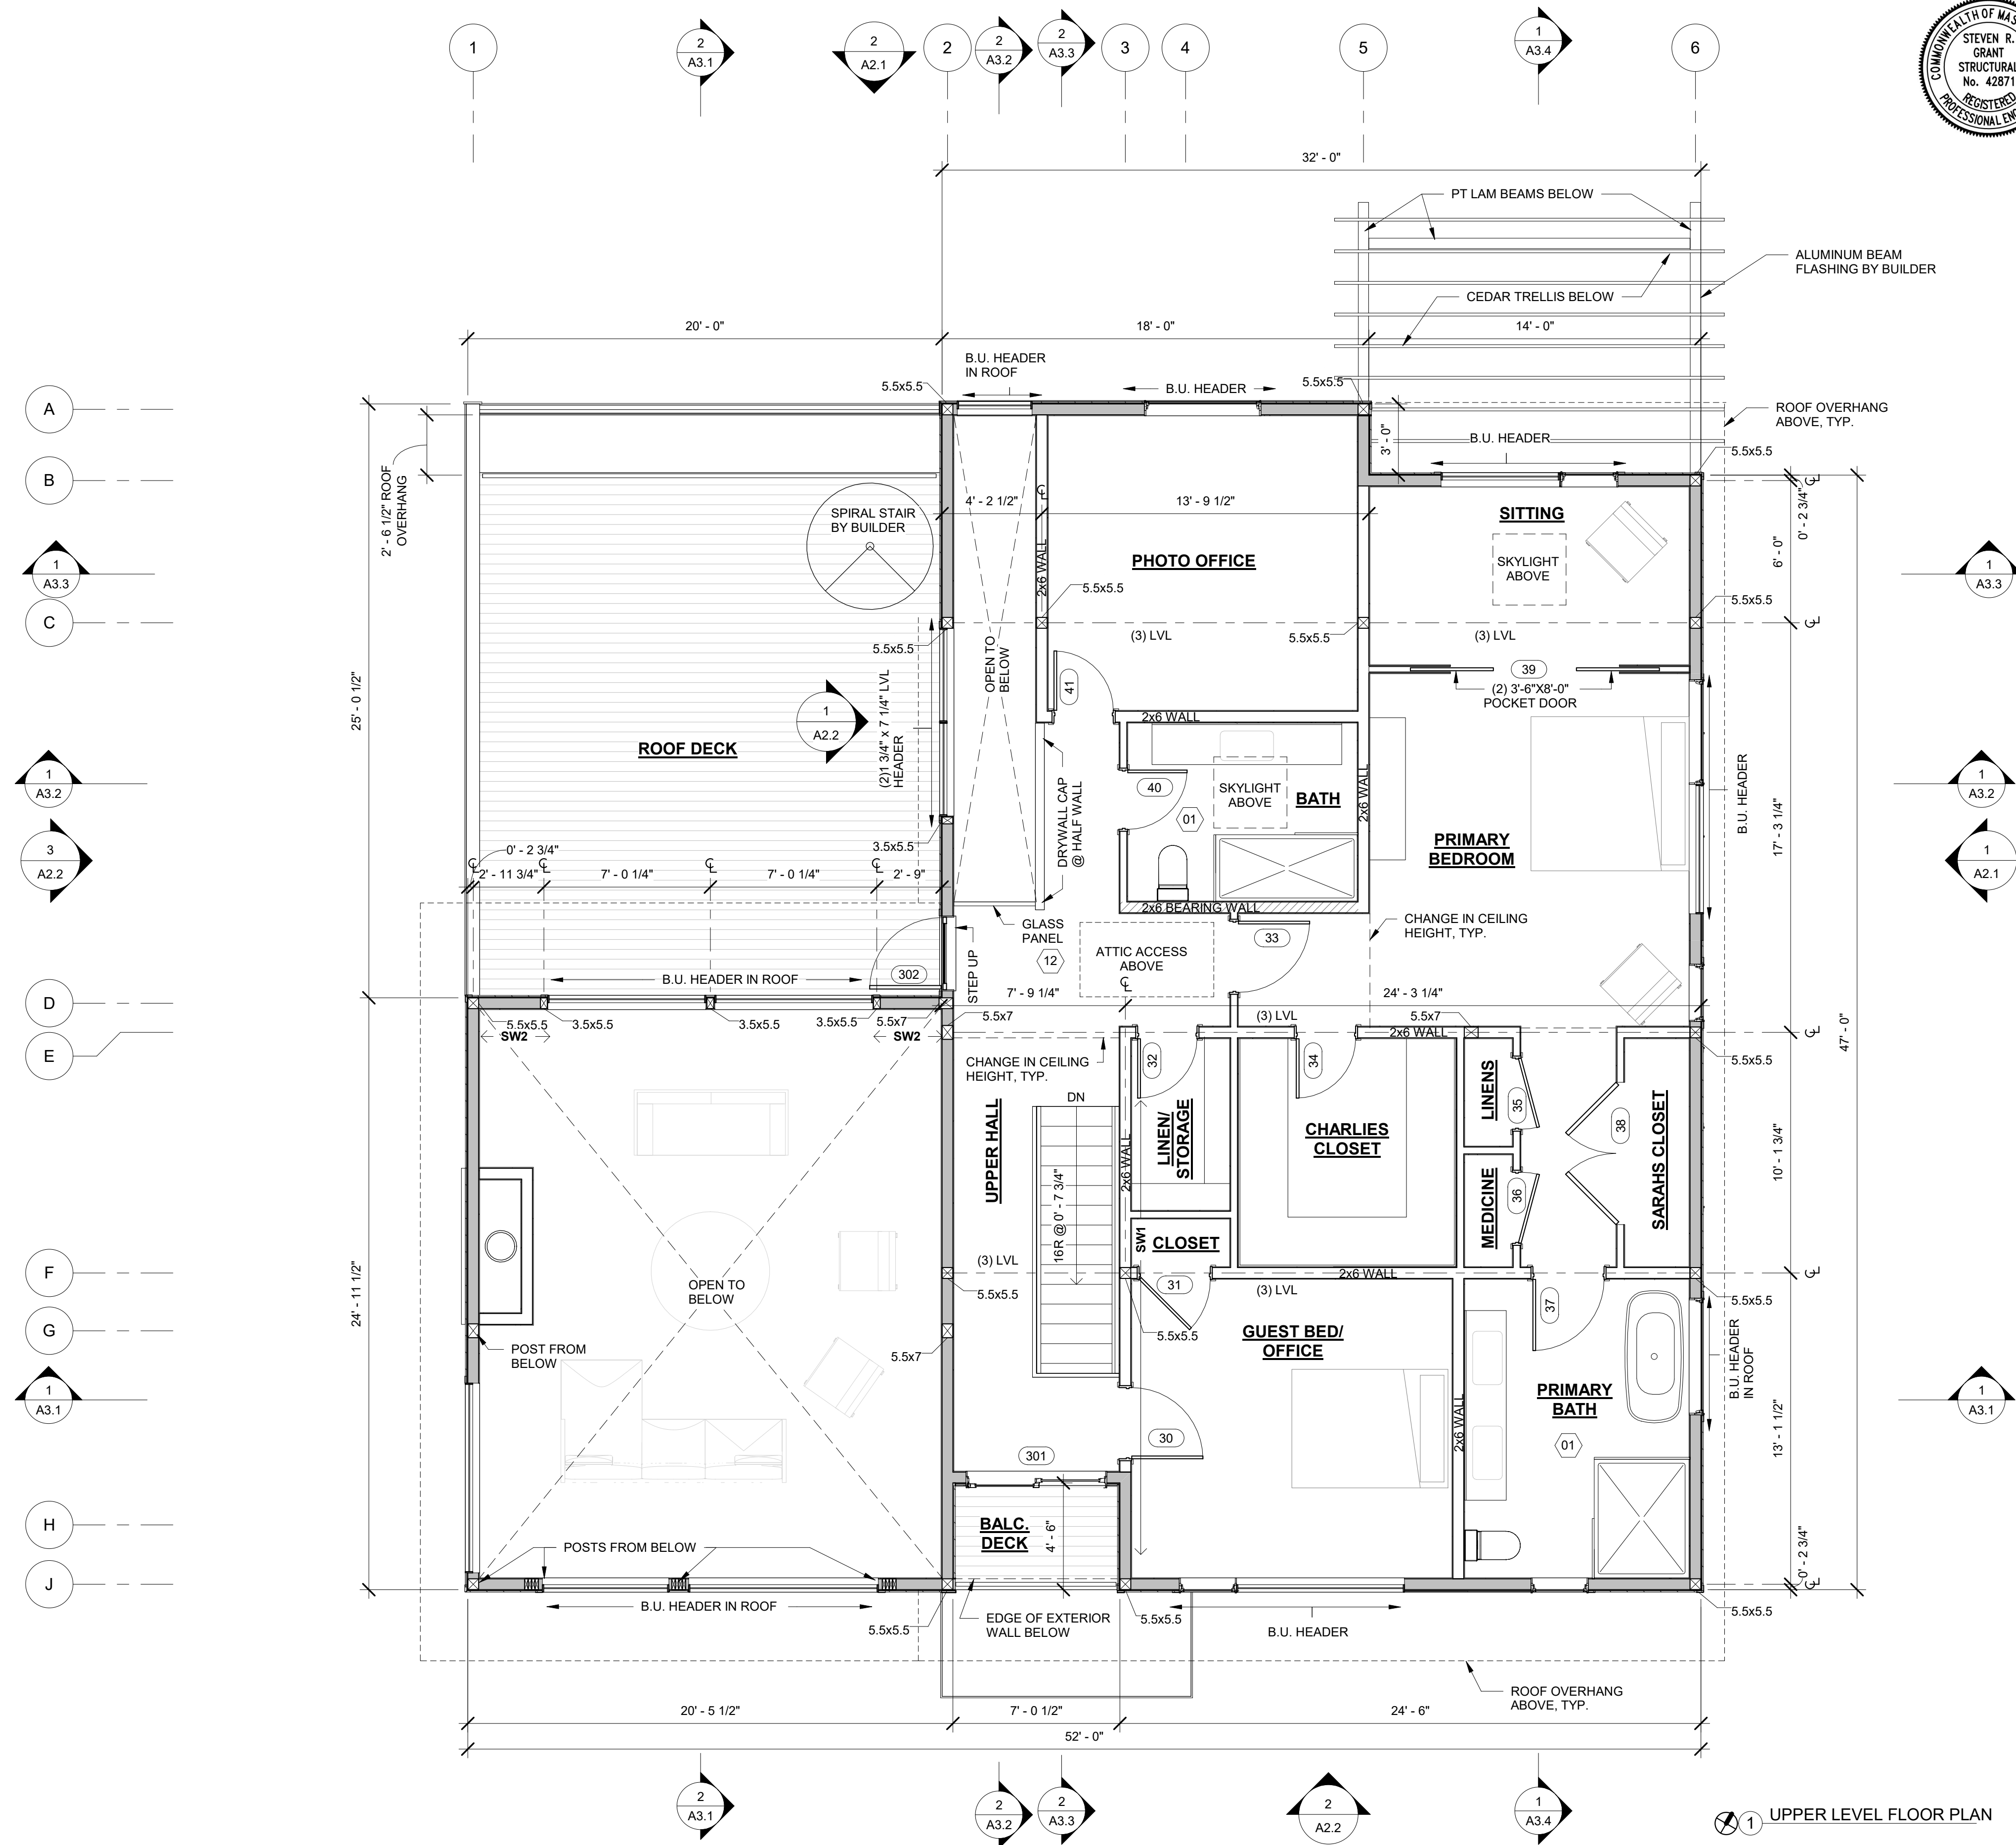 1
2
A3.1
2
A2.1
2
2
A3.2
2
A3.3
3
4
5
1
A3.4
6
COMMONWEALTH OF MAS
STEVEN R.
GRANT
STRUCTURAL
No. 42871
REGISTERED
PROFESSIONAL ENG
32' - 0"
PT LAM BEAMS BELOW
ALUMINUM BEAM
FLASHING BY BUILDER
CEDAR TRELLIS BELOW
20' - 0"
18' - 0"
14' - 0"
B.U. HEADER
IN ROOF
5.5x5.5
B.U. HEADER
5.5x5.5
A
ROOF OVERHANG
ABOVE, TYP.
3' - 0"
B.U. HEADER
5.5x5.5
B
2' - 6 1/2" ROOF
OVERHANG
SPIRAL STAIR
BY BUILDER
4' - 2 1/2"
13' - 9 1/2"
SITTING
0' - 2 3/4"
6' - 0"
PHOTO OFFICE
SKYLIGHT
ABOVE
2x6 WALL
5.5x5.5
5.5x5.5
1
A3.3
1
A3.3
C
5.5x5.5
(3) LVL
5.5x5.5
(3) LVL
OPEN TO
BELOW
41
39
(2) 3'-6"X8'-0"
POCKET DOOR
25' - 0 1/2"
(2)1 3/4" x 7 1/4" LVL
HEADER
1
A2.2
2x6 WALL
ROOF DECK
1
A3.2
DRYWALL CAP
@ HALF WALL
40
SKYLIGHT
ABOVE
BATH
01
2x6 WALL
PRIMARY
BEDROOM
B.U. HEADER
17' - 3 1/4"
1
A3.2
3
A2.2
1
A2.1
3.5x5.5
0' - 2 3/4"
2' - 11 3/4"
7' - 0 1/4"
7' - 0 1/4"
2' - 9"
2x6 BEARING WALL
GLASS
PANEL
12
ATTIC ACCESS
ABOVE
33
CHANGE IN CEILING
HEIGHT, TYP.
B.U. HEADER IN ROOF
302
STEP UP
7' - 9 1/4"
24' - 3 1/4"
D
E
5.5x5.5
3.5x5.5
3.5x5.5
3.5x5.5
5.5x7
5.5x7
(3) LVL
5.5x7
2x6 WALL
SW2
SW2
47' - 0"
5.5x5.5
CHANGE IN CEILING
HEIGHT, TYP.
32
34
DN
UPPER HALL
LINEN/
STORAGE
CHARLIES
CLOSET
LINENS
35
38
SARAHS CLOSET
10' - 1 3/4"
16R @ 0' - 7 3/4"
2x6 WALL
MEDICINE
36
SW1
CLOSET
F
(3) LVL
31
2x6 WALL
(3) LVL
5.5x5.5
5.5x5.5
OPEN TO
BELOW
24' - 11 1/2"
G
POST FROM
BELOW
5.5x7
5.5x5.5
GUEST BED/
OFFICE
37
B.U. HEADER
IN ROOF
1
A3.1
1
A3.1
PRIMARY
BATH
2x6 WALL
01
13' - 1 1/2"
30
301
H
BALC.
DECK
4' - 6"
0' - 2 3/4"
J
POSTS FROM BELOW
B.U. HEADER IN ROOF
5.5x5.5
EDGE OF EXTERIOR
WALL BELOW
5.5x5.5
B.U. HEADER
5.5x5.5
ROOF OVERHANG
ABOVE, TYP.
20' - 5 1/2"
7' - 0 1/2"
24' - 6"
52' - 0"
2
A3.1
2
A3.2
2
A3.3
2
A2.2
1
A3.4
1
UPPER LEVEL FLOOR PLAN